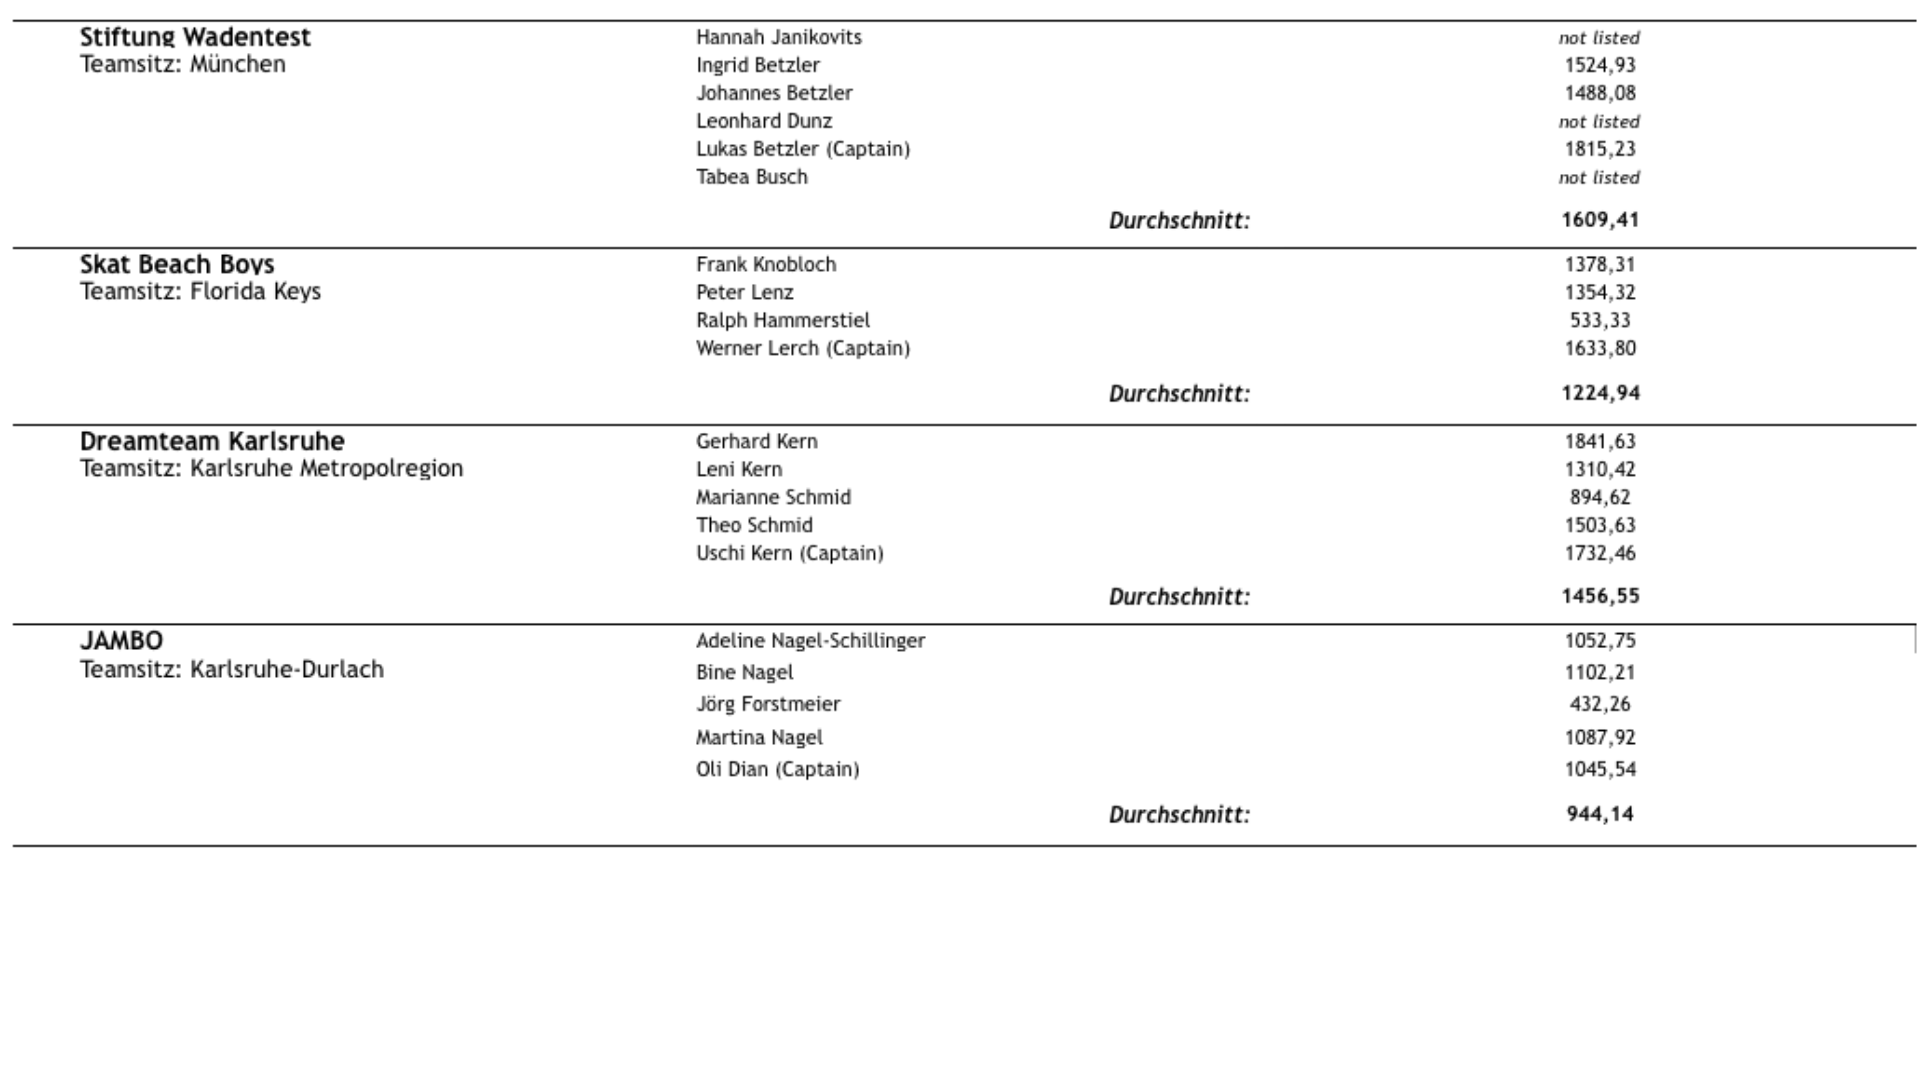 Stiftung Wadentest Hannah Janikovits not listed
Teamsitz: München Ingrid Betzler 1524,93
Johannes Betzler 1488,08
Leonhard Dunz not listed
Lukas Betzler (Captain) 1815,23
Tabea Busch not listed
Durchschnitt: 1609,41
Skat Beach Boys Frank Knobloch 1378,31
Teamsitz: Florida Keys Peter Lenz 1354,32
Ralph Hammerstiel 533,33
Werner Lerch (Captain) 1633,80
Durchschnitt: 1224,94
Dreamteam Karlsruhe Gerhard Kern 1841,63
Teamsitz: Karlsruhe Metropolregion Leni Kern 1310,42
Marianne Schmid 894,62
Theo Schmid 1503,63
Uschi Kern (Captain) 1732,46
Durchschnitt: 1456,55
JAMBO Adeline Nagel-Schillinger 1052,75
Teamsitz: Karlsruhe-Durlach Bine Nagel 1102,21
Jörg Forstmeier 432,26
Martina Nagel 1087,92
Oli Dian (Captain) 1045,54
Durchschnitt: 944,14